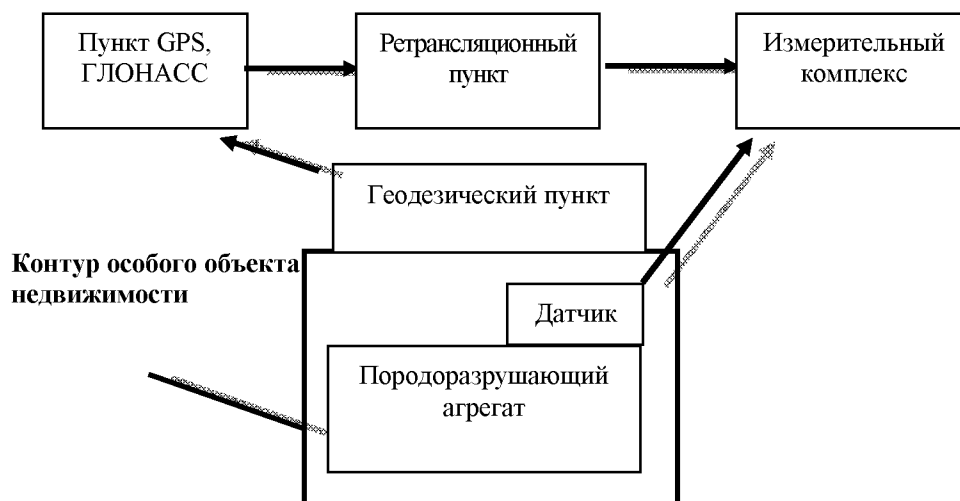 Пункт GPS,
ГЛОНАСС
Ретрансляционный
пункт
Измерительный
комплекс
Геодезический пункт
Контур особого объекта
недвижимости
Датчик
Породоразрушающий
агрегат